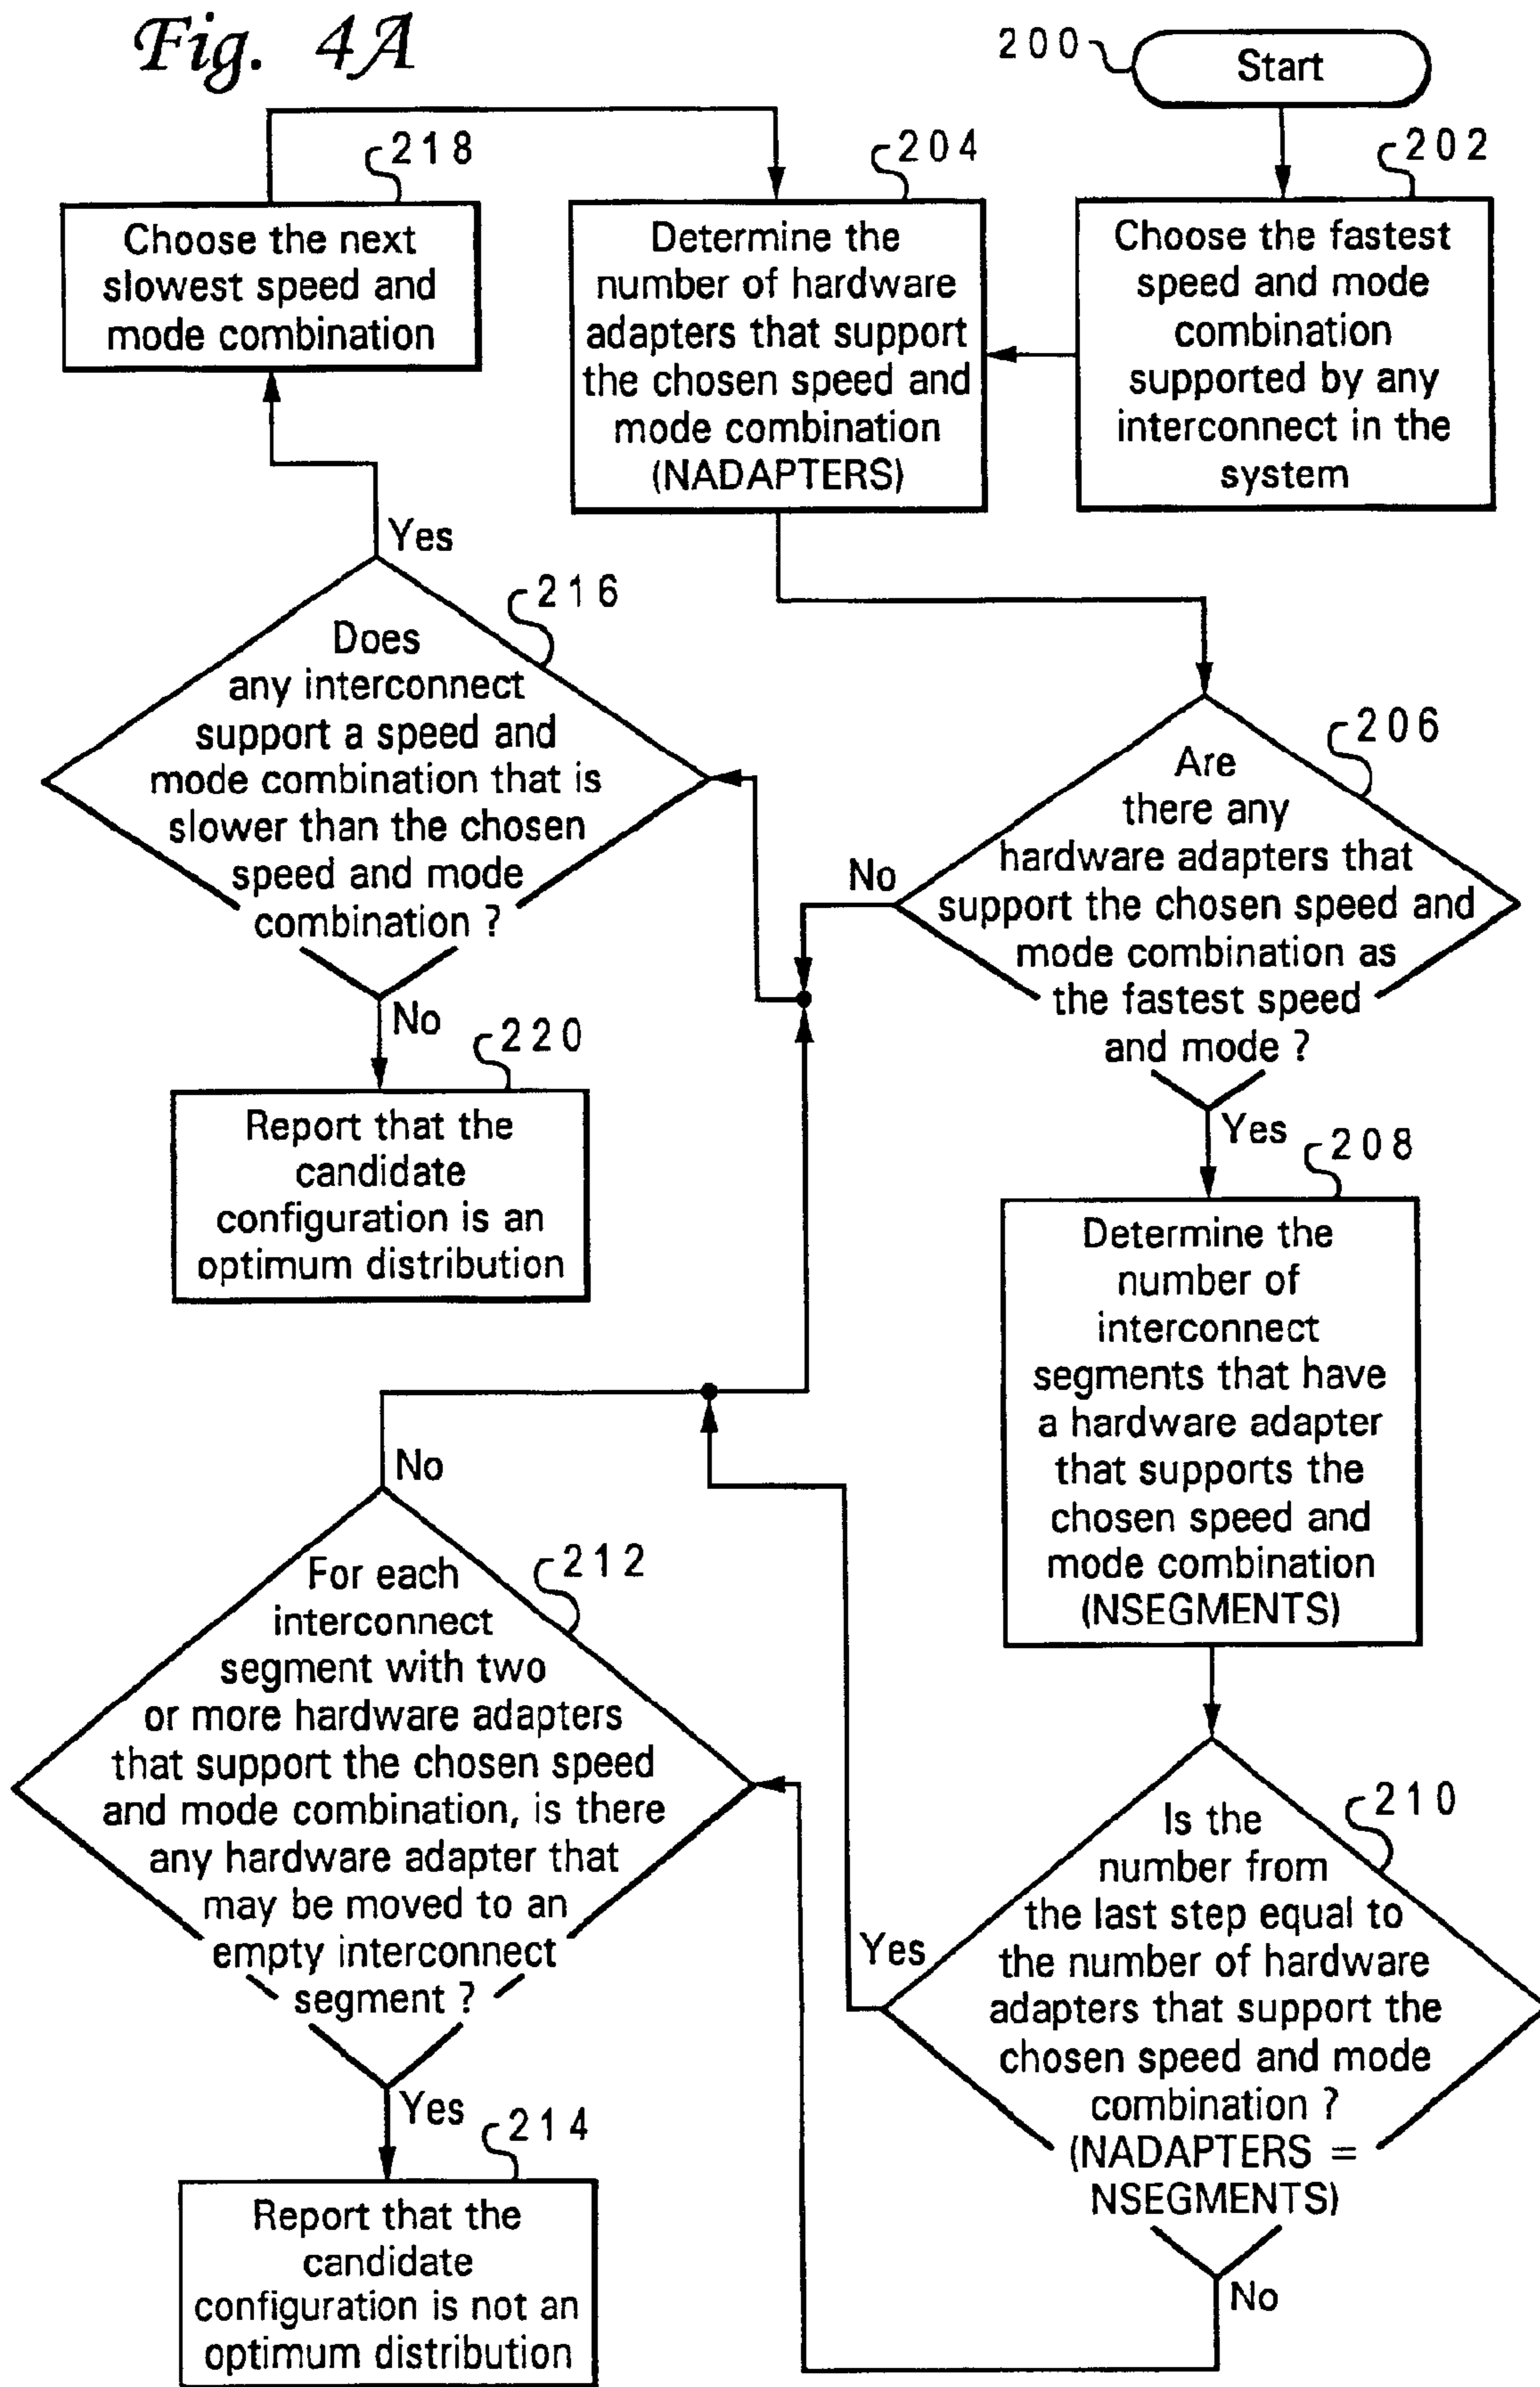 Fig. 4A
200
Start
218
204
202
Choose the next
slowest speed and
mode combination
Determine the
number of hardware
adapters that support
the chosen speed and
mode combination
(NADAPTERS)
Choose the fastest
speed and mode
combination
supported by any
interconnect in the
system
Yes
216
Does
any interconnect
support a speed and
mode combination that is
slower than the chosen
speed and mode
combination ?
No
206
Are
there any
hardware adapters that
support the chosen speed and
mode combination as
the fastest speed
and mode ?
No
220
Report that the
candidate
configuration is an
optimum distribution
Yes
208
Determine the
number of
interconnect
segments that have
a hardware adapter
that supports the
chosen speed and
mode combination
(NSEGMENTS)
No
212
For each
interconnect
segment with two
or more hardware adapters
that support the chosen speed
and mode combination, is there
any hardware adapter that
may be moved to an
empty interconnect
segment ?
210
Is the
number from
the last step equal to
the number of hardware
adapters that support the
chosen speed and mode
combination ?
(NADAPTERS =
NSEGMENTS)
Yes
Yes
214
Report that the
candidate
configuration is not an
optimum distribution
No